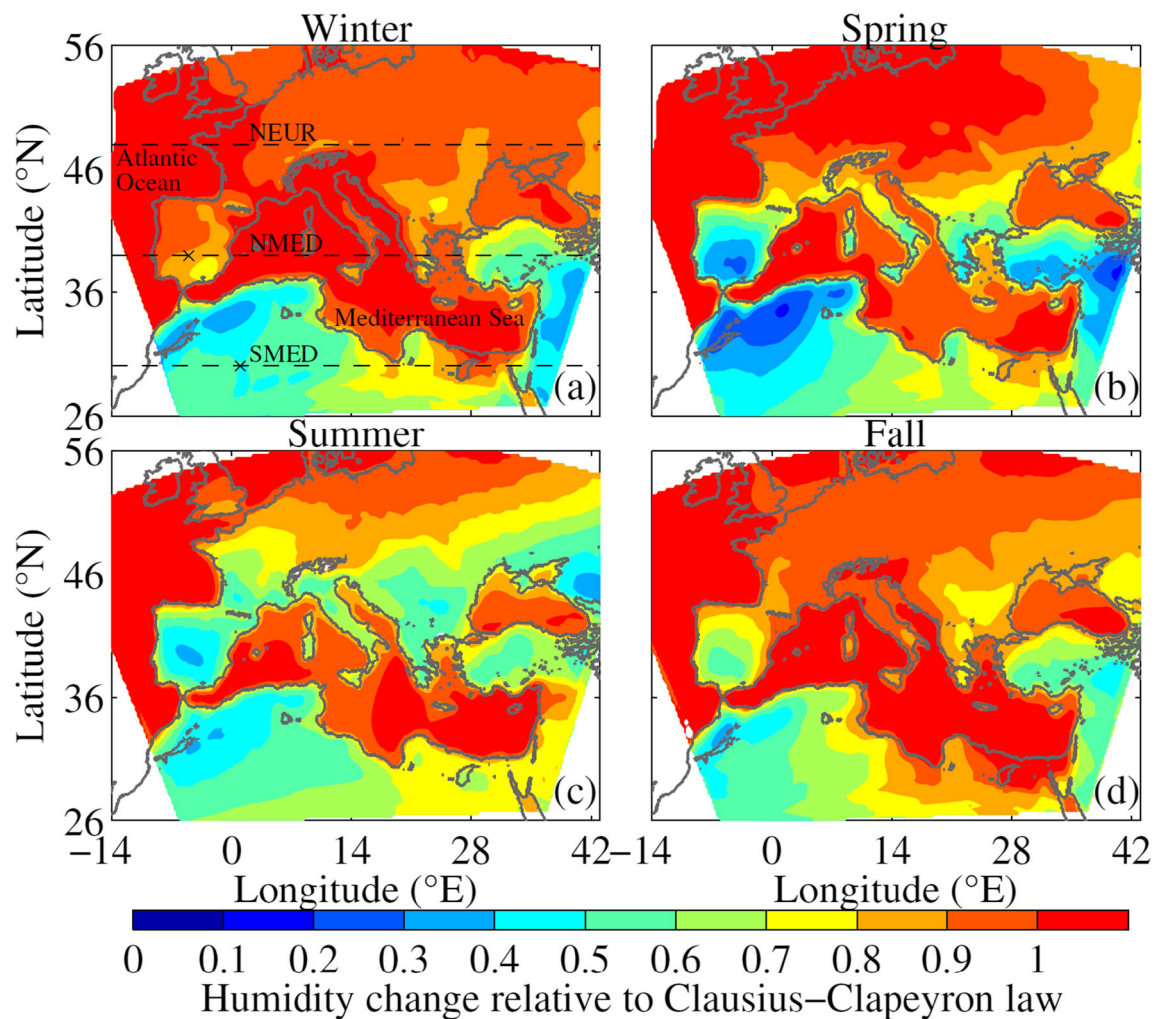 Winter
Spring
56
46
36
26
Latitude (°N)
NEUR
Atlantic
Ocean
NMED
Mediterranean Sea
SMED
(a)
(b)
Summer
Fall
56
46
36
26
Latitude (°N)
(c)
(d)
−14 0 14 28 42
−14 0 14 28 42
Longitude (°E)
Longitude (°E)
0 0.1 0.2 0.3 0.4 0.5 0.6 0.7 0.8 0.9 1
Humidity change relative to Clausius−Clapeyron law